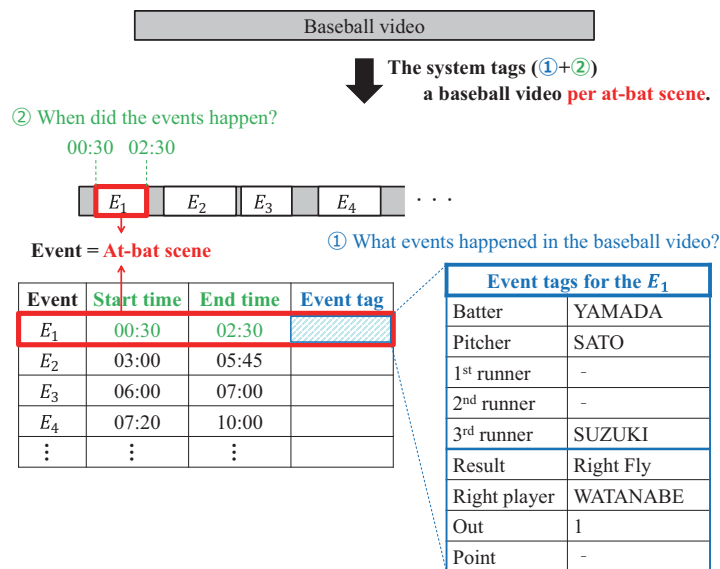 Baseball video
The system tags (①+②)
a baseball video per at-bat scene.
② When did the events happen?
00:30 02:30
E1 E2 E3 E4 · · ·
Event = At-bat scene
① What events happened in the baseball video?
Event Start time End time Event tag
E1 00:30 02:30
E2 03:00 05:45
E3 06:00 07:00
E4 07:20 10:00
⋮ ⋮ ⋮
Event tags for the E1
Batter YAMADA
Pitcher SATO
1st runner -
2nd runner -
3rd runner SUZUKI
Result Right Fly
Right player WATANABE
Out 1
Point -